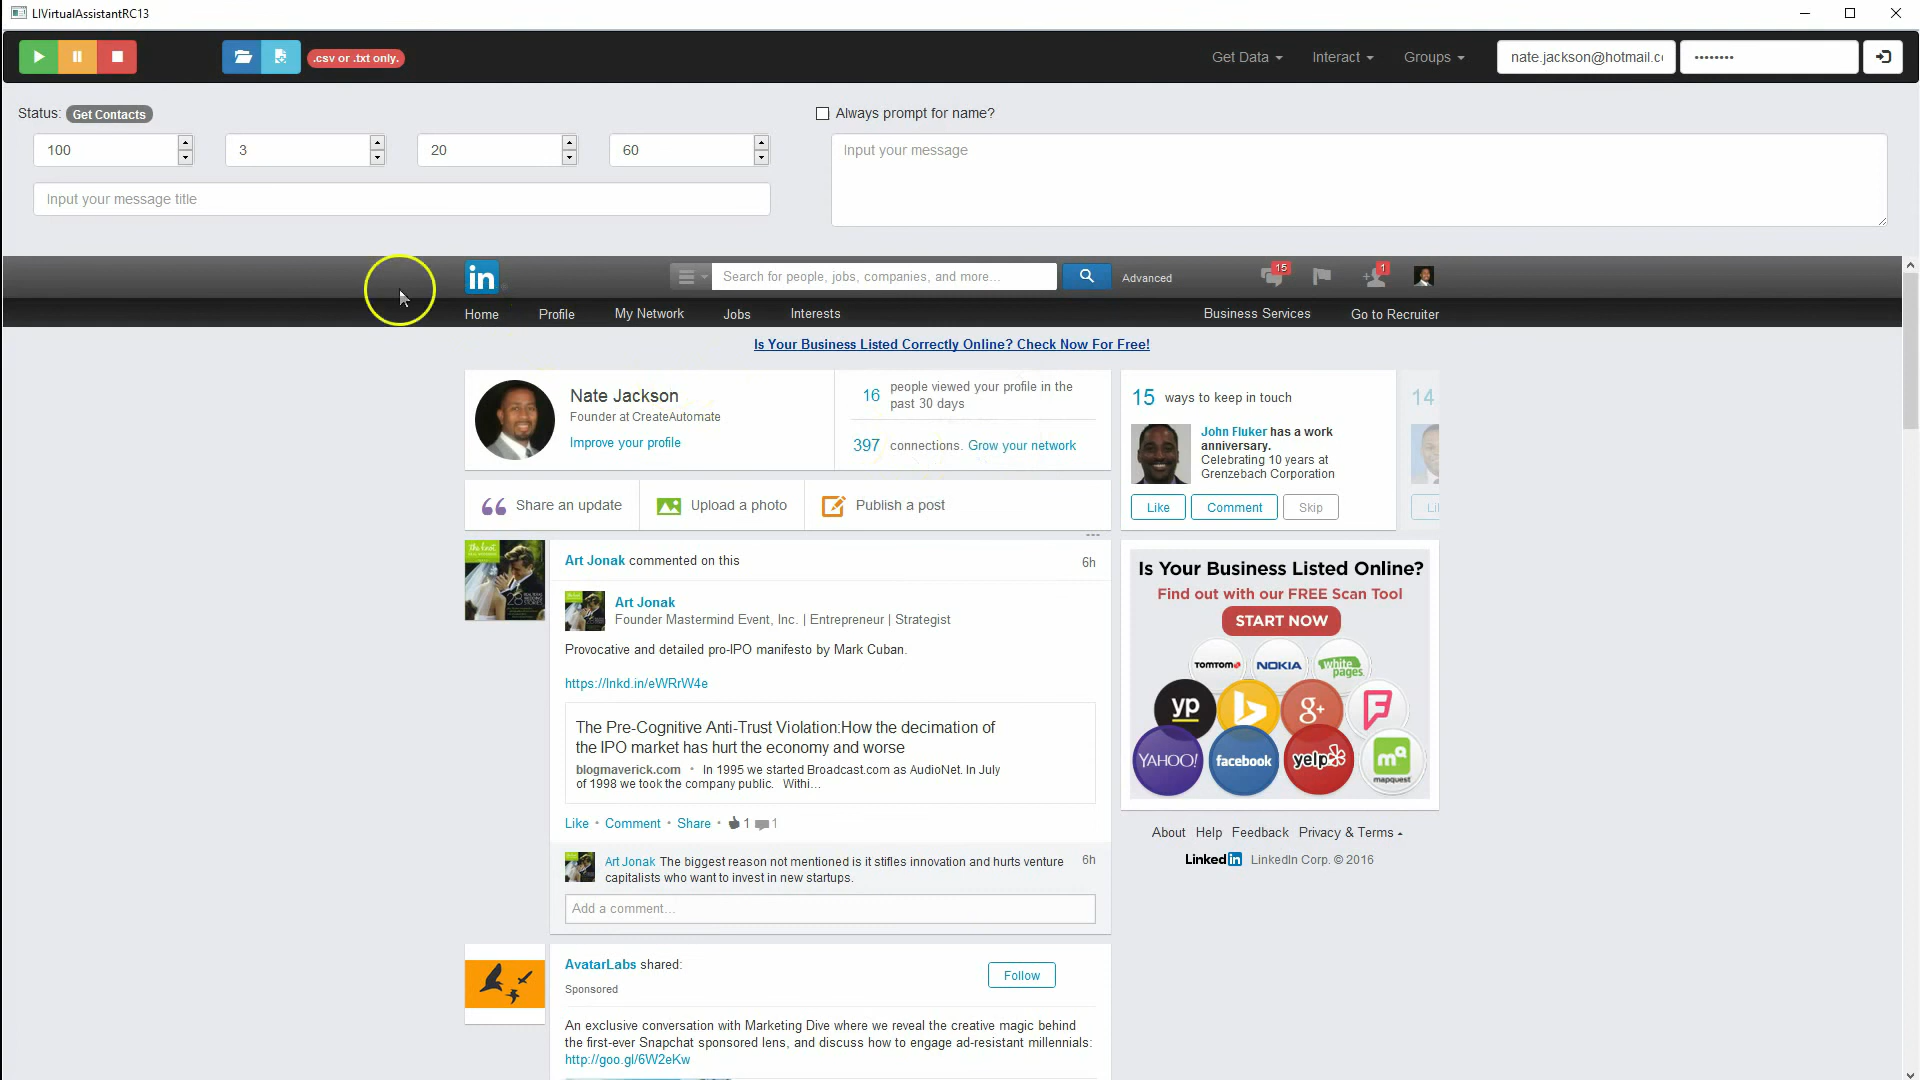 LIVirtualAssistantRC13
.csv or .txt only.
Get Data
Interact
Groups
nate.jackson@hotmail.c
••••••••
Status: Get Contacts
Always prompt for name?
100
3
20
60
Input your message
Input your message title
in
Search for people, jobs, companies, and more...
Advanced
15
1
Home
Profile
My Network
Jobs
Interests
Business Services
Go to Recruiter
Is Your Business Listed Correctly Online? Check Now For Free!
Nate Jackson
Founder at CreateAutomate
Improve your profile
16 people viewed your profile in the
past 30 days
397 connections. Grow your network
15 ways to keep in touch
14
John Fluker has a work
anniversary.
Celebrating 10 years at
Grenzebach Corporation
Like
Comment
Skip
Li
Share an update
Upload a photo
Publish a post
the knot
28
Art Jonak commented on this
6h
Art Jonak
Founder Mastermind Event, Inc. | Entrepreneur | Strategist
Provocative and detailed pro-IPO manifesto by Mark Cuban.
https://lnkd.in/eWRrW4e
The Pre-Cognitive Anti-Trust Violation:How the decimation of
the IPO market has hurt the economy and worse
blogmaverick.com • In 1995 we started Broadcast.com as AudioNet. In July
of 1998 we took the company public. Withi...
Like • Comment • Share • 1 1
Art Jonak The biggest reason not mentioned is it stifles innovation and hurts venture
capitalists who want to invest in new startups.
6h
Add a comment...
Is Your Business Listed Online?
Find out with our FREE Scan Tool
START NOW
TOMTOM
NOKIA
white
pages
yp
b
g+
F
YAHOO!
facebook
yelp
mq
mapquest
About Help Feedback Privacy & Terms
Linked in LinkedIn Corp. © 2016
AvatarLabs shared:
Sponsored
Follow
An exclusive conversation with Marketing Dive where we reveal the creative magic behind
the first-ever Snapchat sponsored lens, and discuss how to engage ad-resistant millennials:
http://goo.gl/6W2eKw